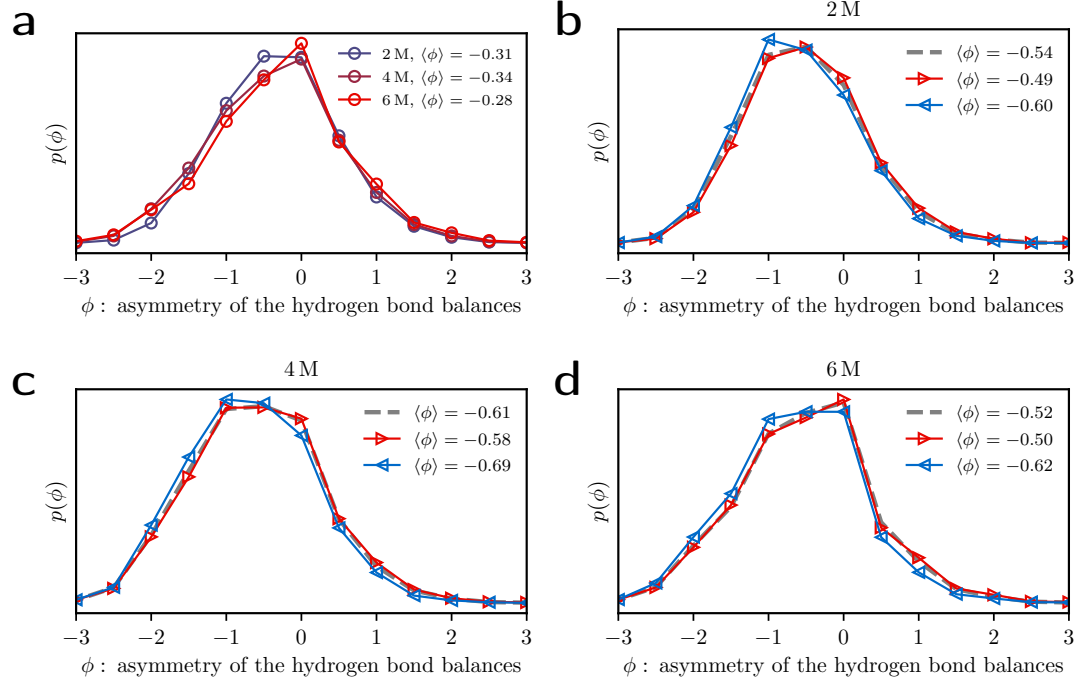 a
2 M, ⟨ϕ⟩ = −0.31
4 M, ⟨ϕ⟩ = −0.34
6 M, ⟨ϕ⟩ = −0.28
p(ϕ)
−3 −2 −1 0 1 2 3
ϕ : asymmetry of the hydrogen bond balances
b
2 M
⟨ϕ⟩ = −0.54
⟨ϕ⟩ = −0.49
⟨ϕ⟩ = −0.60
p(ϕ)
−3 −2 −1 0 1 2 3
ϕ : asymmetry of the hydrogen bond balances
c
4 M
⟨ϕ⟩ = −0.61
⟨ϕ⟩ = −0.58
⟨ϕ⟩ = −0.69
p(ϕ)
−3 −2 −1 0 1 2 3
ϕ : asymmetry of the hydrogen bond balances
d
6 M
⟨ϕ⟩ = −0.52
⟨ϕ⟩ = −0.50
⟨ϕ⟩ = −0.62
p(ϕ)
−3 −2 −1 0 1 2 3
ϕ : asymmetry of the hydrogen bond balances